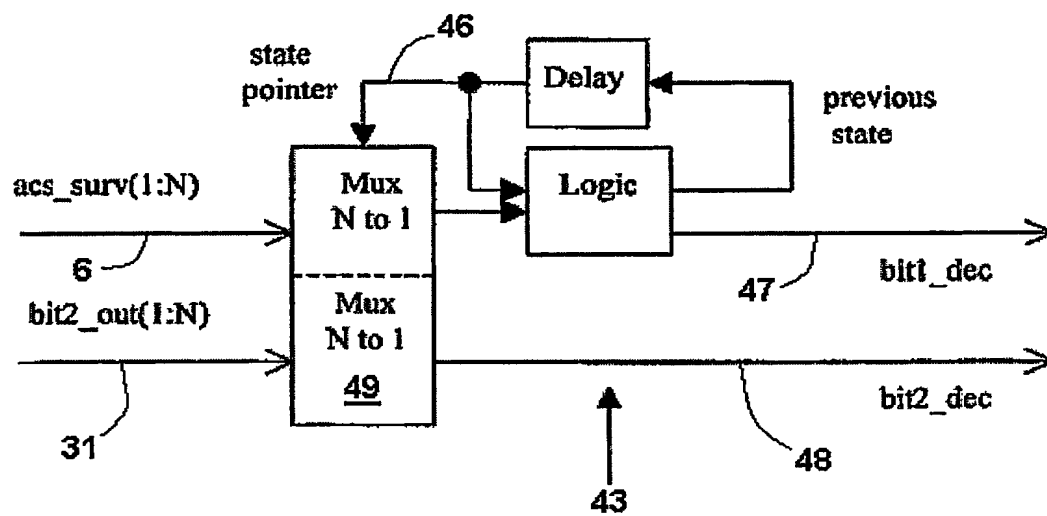 46
state
pointer
Delay
previous
state
acs_surv(1:N)
Mux
N to 1
Logic
6
47
bit1_dec
bit2_out(1:N)
Mux
N to 1
49
bit2_dec
31
48
43